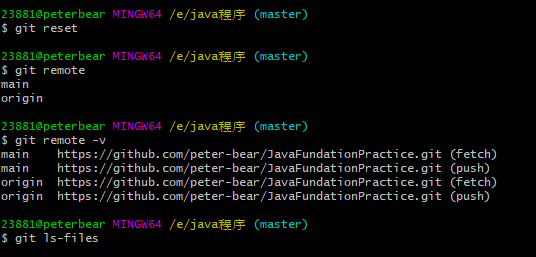 23881@peterbear MINGW64 /e/java程序 (master)
$ git reset
23881@peterbear MINGW64 /e/java程序 (master)
$ git remote
main
origin
23881@peterbear MINGW64 /e/java程序 (master)
$ git remote -v
main    https://github.com/peter-bear/JavaFundationPractice.git (fetch)
main    https://github.com/peter-bear/JavaFundationPractice.git (push)
origin  https://github.com/peter-bear/JavaFundationPractice.git (fetch)
origin  https://github.com/peter-bear/JavaFundationPractice.git (push)
23881@peterbear MINGW64 /e/java程序 (master)
$ git ls-files